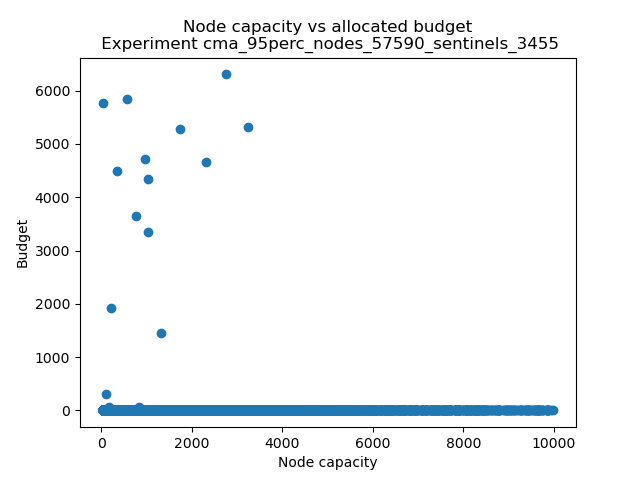 Node capacity vs allocated budget
Experiment cma_95perc_nodes_57590_sentinels_3455
6000
5000
4000
3000
2000
1000
0
Budget
0 2000 4000 6000 8000 10000
Node capacity